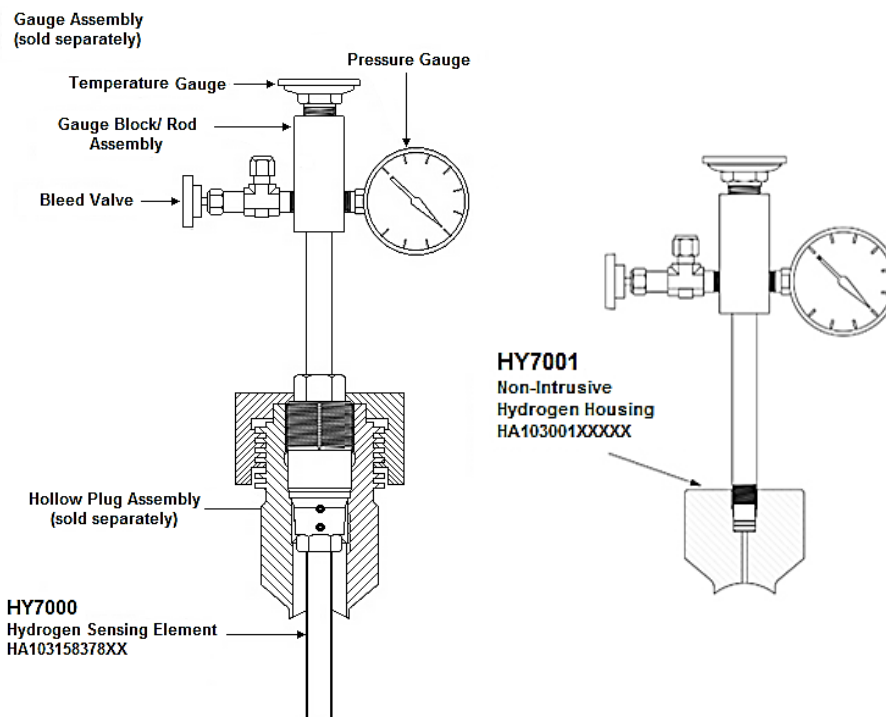 Gauge Assembly
(sold separately)
Pressure Gauge
Temperature Gauge
Gauge Block/ Rod
Assembly
Bleed Valve
HY7001
Non-Intrusive
Hydrogen Housing
HA103001XXXXX
Hollow Plug Assembly
(sold separately)
HY7000
Hydrogen Sensing Element
HA103158378XX